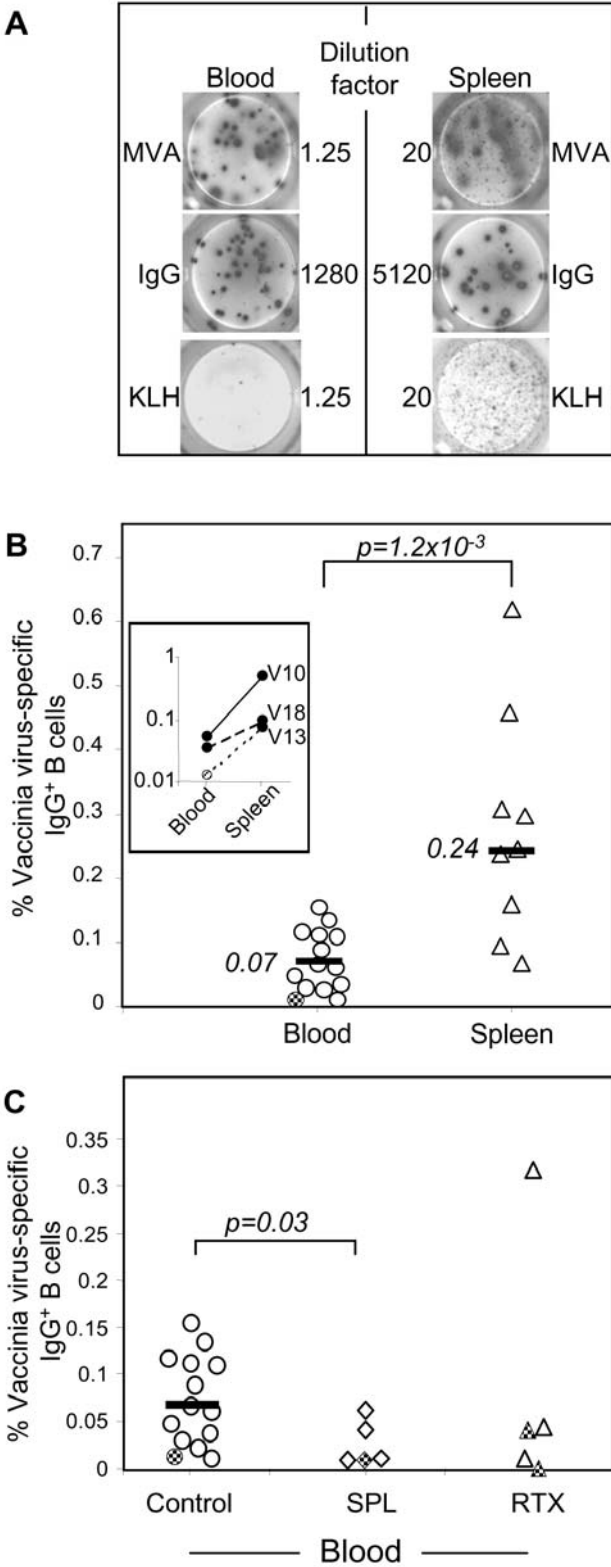 A
Dilution
factor
Blood Spleen
MVA 1.25 20 MVA
IgG 1280 5120 IgG
KLH 1.25 20 KLH
B
% Vaccinia virus-specific
IgG⁺ B cells
0.7
0.6
0.5
0.4
0.3
0.2
0.1
0
p=1.2x10⁻³
1
0.1
0.01
V10
V18
V13
Blood Spleen
0.07
0.24
Blood Spleen
C
% Vaccinia virus-specific
IgG⁺ B cells
0.35
0.3
0.25
0.2
0.15
0.1
0.05
0
p=0.03
Control SPL RTX
Blood